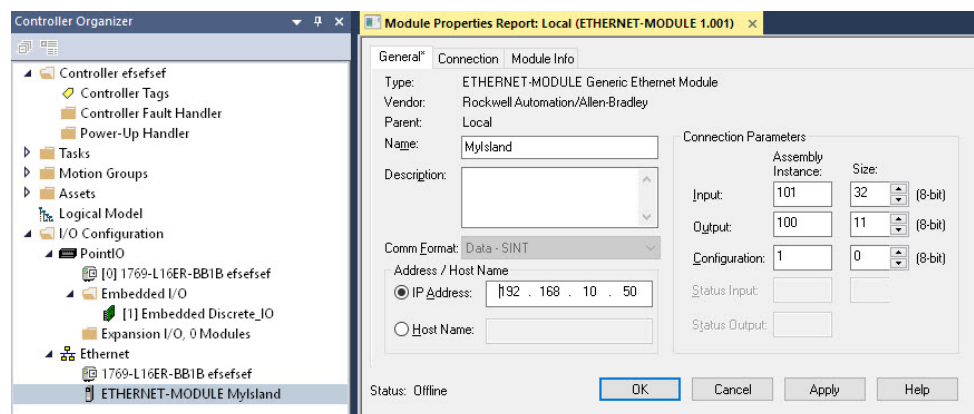 Controller Organizer
Controller efsefsef
Controller Tags
Controller Fault Handler
Power-Up Handler
Tasks
Motion Groups
Assets
Logical Model
I/O Configuration
PointIO
[0] 1769-L16ER-BB1B efsefsef
Embedded I/O
[1] Embedded Discrete_IO
Expansion I/O, 0 Modules
Ethernet
1769-L16ER-BB1B efsefsef
ETHERNET-MODULE MyIsland
Module Properties Report: Local (ETHERNET-MODULE 1.001)
General* Connection Module Info
Type: ETHERNET-MODULE Generic Ethernet Module
Vendor: Rockwell Automation/Allen-Bradley
Parent: Local
Name: MyIsland
Description:
Comm Format: Data - SINT
Address / Host Name
IP Address: 192 . 168 . 10 . 50
Host Name:
Connection Parameters
Assembly
Instance: Size:
Input: 101 32 (8-bit)
Output: 100 11 (8-bit)
Configuration: 1 0 (8-bit)
Status Input:
Status Output:
Status: Offline OK Cancel Apply Help